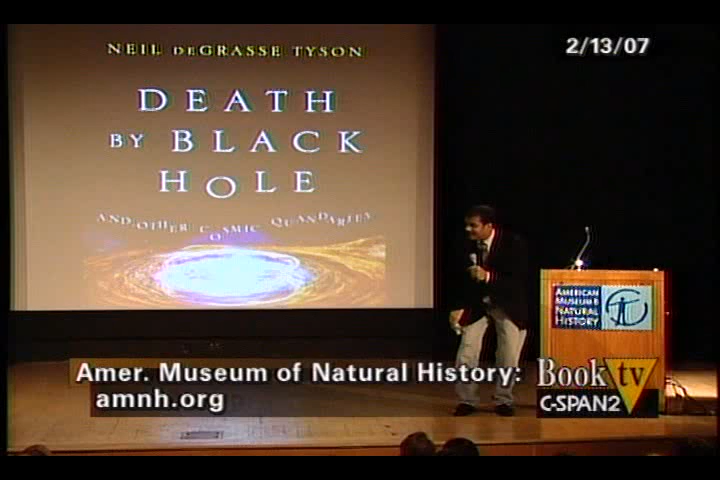 NEIL DEGRASSE TYSON
2/13/07
DEATH
BY BLACK
HOLE
AND OTHER COSMIC QUANDARIES
AMERICAN
MUSEUM
NATURAL
HISTORY
Amer. Museum of Natural History:
amnh.org
Book tv
C-SPAN2